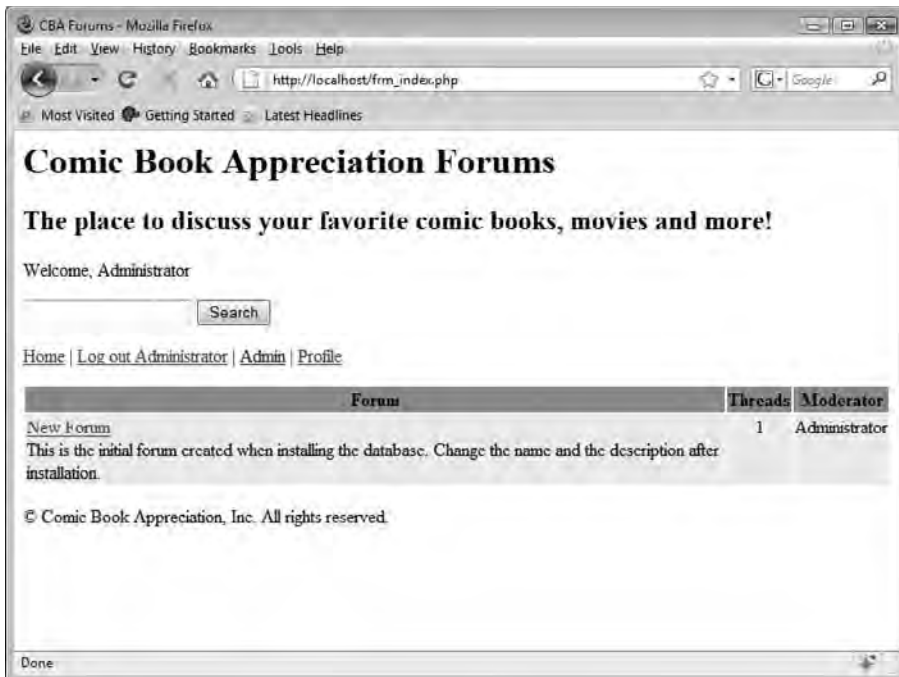 CBA Forums - Mozilla Firefox
File Edit View History Bookmarks Tools Help
http://localhost/frm_index.php
G Google
Most Visited Getting Started Latest Headlines
Comic Book Appreciation Forums
The place to discuss your favorite comic books, movies and more!
Welcome, Administrator
Search
Home | Log out Administrator | Admin | Profile
Forum Threads Moderator
New Forum 1 Administrator
This is the initial forum created when installing the database. Change the name and the description after
installation.
© Comic Book Appreciation, Inc. All rights reserved.
Done